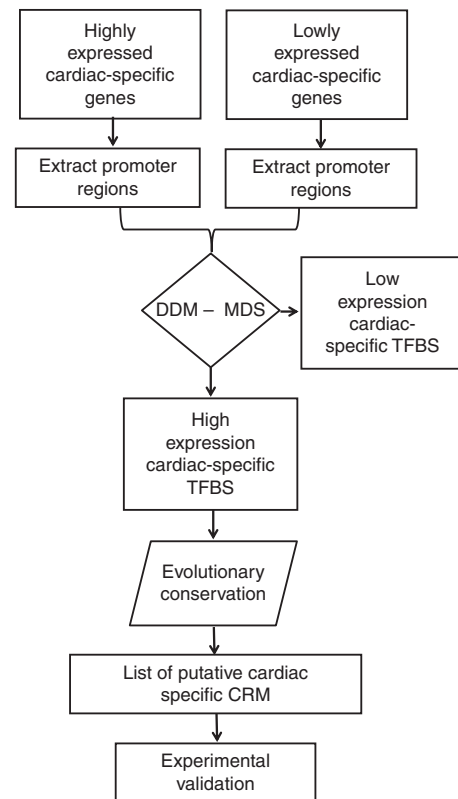 Highly
expressed
cardiac-specific
genes
Lowly
expressed
cardiac-specific
genes
Extract promoter
regions
Extract promoter
regions
DDM – MDS
Low
expression
cardiac-
specific TFBS
High
expression
cardiac-specific
TFBS
Evolutionary
conservation
List of putative cardiac
specific CRM
Experimental
validation